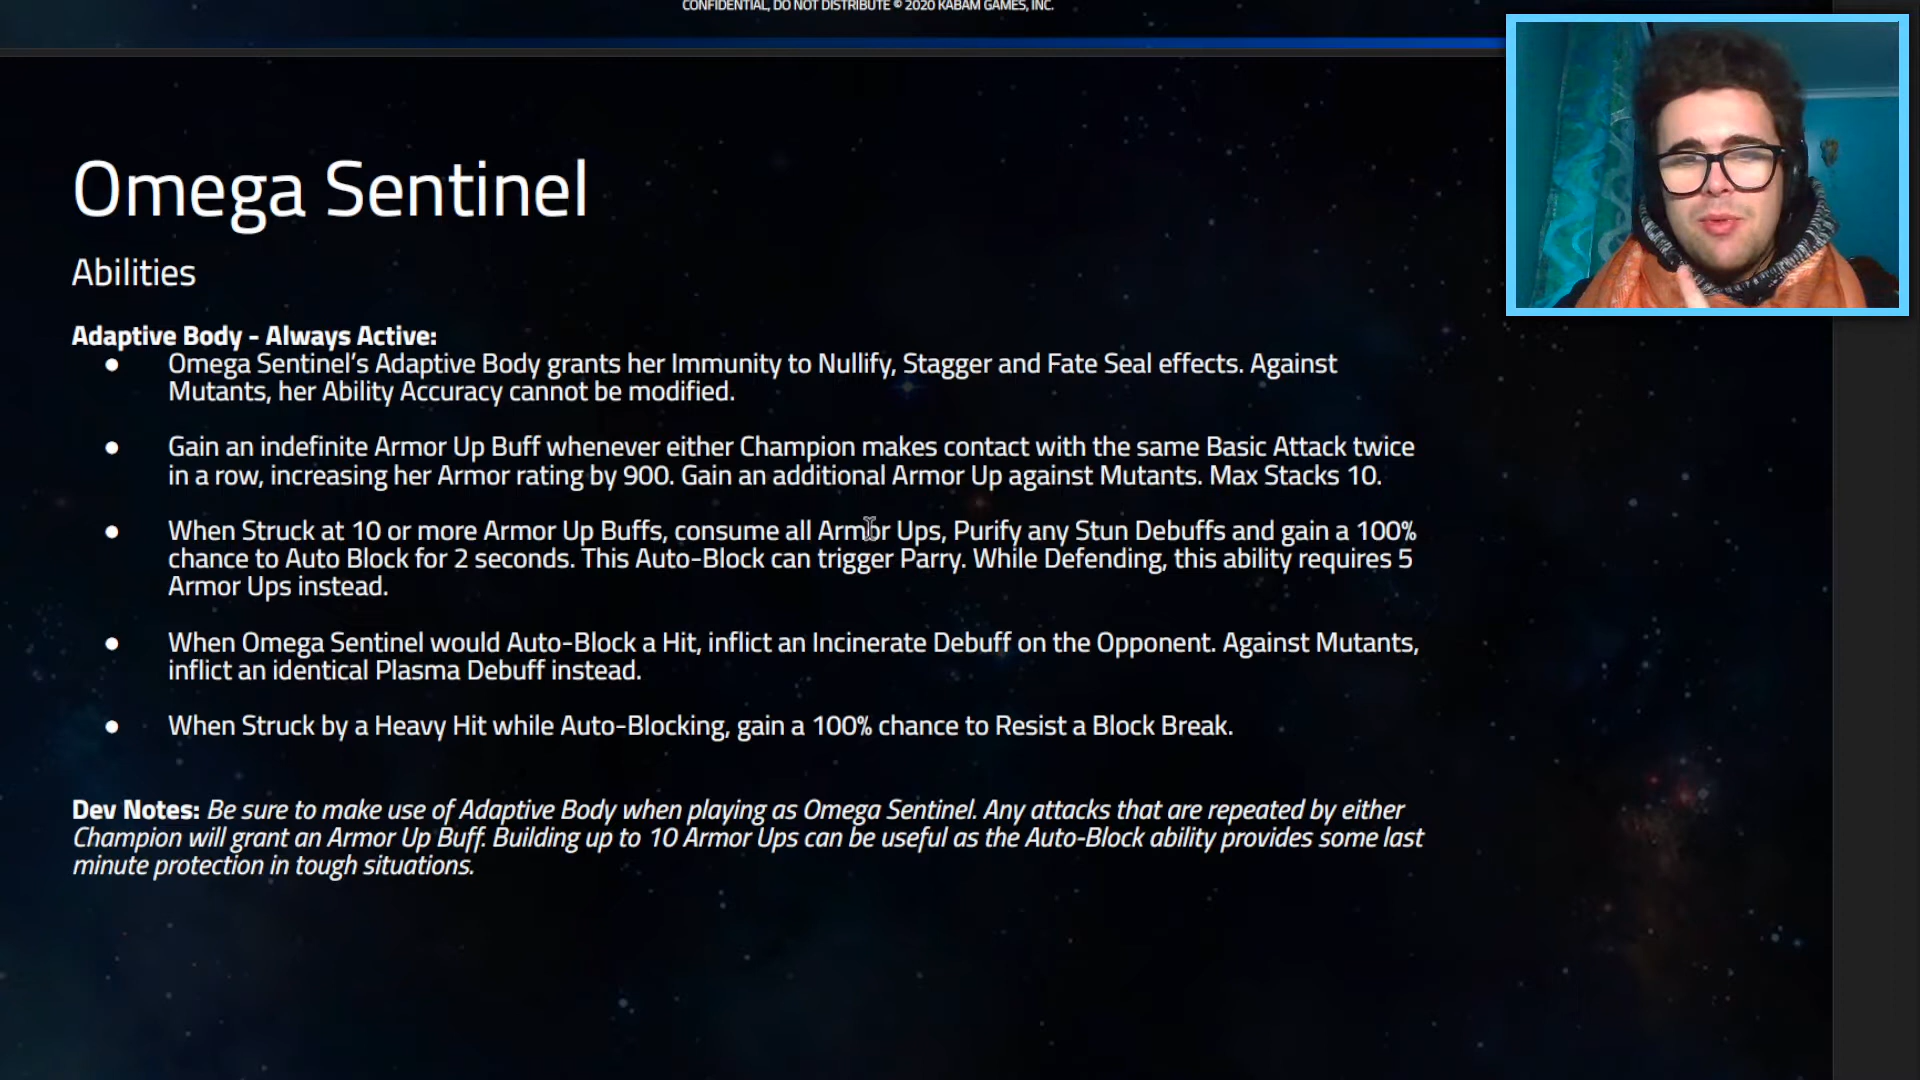 CONFIDENTIAL, DO NOT DISTRIBUTE © 2020 KABAM GAMES, INC.
Omega Sentinel
Abilities
Adaptive Body - Always Active:
● Omega Sentinel’s Adaptive Body grants her Immunity to Nullify, Stagger and Fate Seal effects. Against
Mutants, her Ability Accuracy cannot be modified.
● Gain an indefinite Armor Up Buff whenever either Champion makes contact with the same Basic Attack twice
in a row, increasing her Armor rating by 900. Gain an additional Armor Up against Mutants. Max Stacks 10.
● When Struck at 10 or more Armor Up Buffs, consume all Armor Ups, Purify any Stun Debuffs and gain a 100%
chance to Auto Block for 2 seconds. This Auto-Block can trigger Parry. While Defending, this ability requires 5
Armor Ups instead.
● When Omega Sentinel would Auto-Block a Hit, inflict an Incinerate Debuff on the Opponent. Against Mutants,
inflict an identical Plasma Debuff instead.
● When Struck by a Heavy Hit while Auto-Blocking, gain a 100% chance to Resist a Block Break.
Dev Notes: Be sure to make use of Adaptive Body when playing as Omega Sentinel. Any attacks that are repeated by either
Champion will grant an Armor Up Buff. Building up to 10 Armor Ups can be useful as the Auto-Block ability provides some last
minute protection in tough situations.